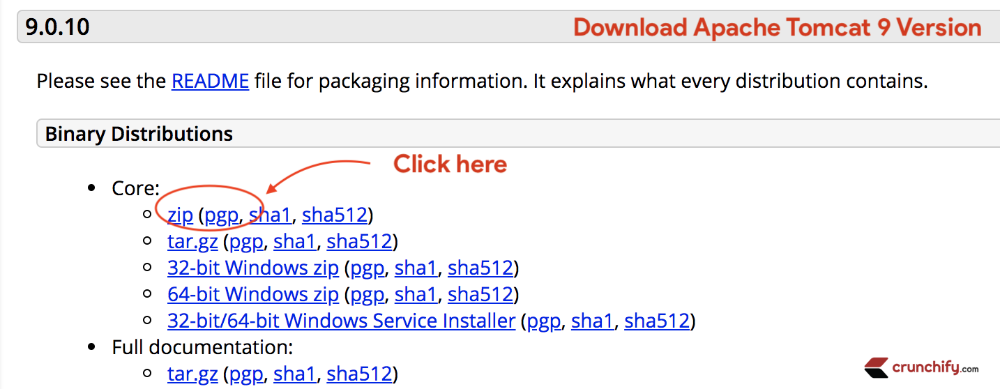 9.0.10
Download Apache Tomcat 9 Version
Please see the README file for packaging information. It explains what every distribution contains.
Binary Distributions
Click here
• Core:
○ zip (pgp, sha1, sha512)
○ tar.gz (pgp, sha1, sha512)
○ 32-bit Windows zip (pgp, sha1, sha512)
○ 64-bit Windows zip (pgp, sha1, sha512)
○ 32-bit/64-bit Windows Service Installer (pgp, sha1, sha512)
• Full documentation:
○ tar.gz (pgp, sha1, sha512)
crunchify.com